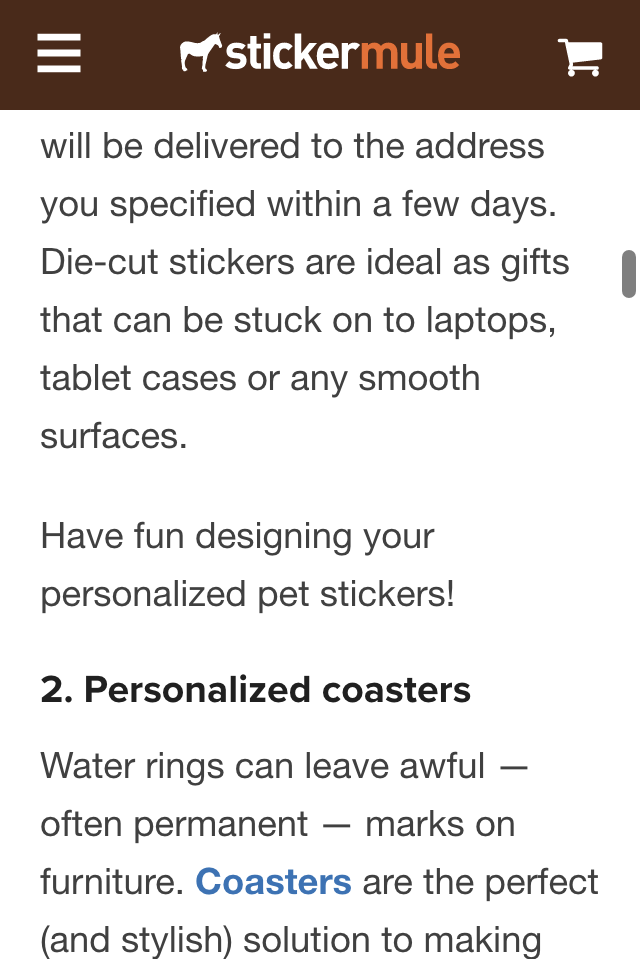 stickermule
will be delivered to the address
you specified within a few days.
Die-cut stickers are ideal as gifts
that can be stuck on to laptops,
tablet cases or any smooth
surfaces.
Have fun designing your
personalized pet stickers!
2. Personalized coasters
Water rings can leave awful —
often permanent — marks on
furniture. Coasters are the perfect
(and stylish) solution to making